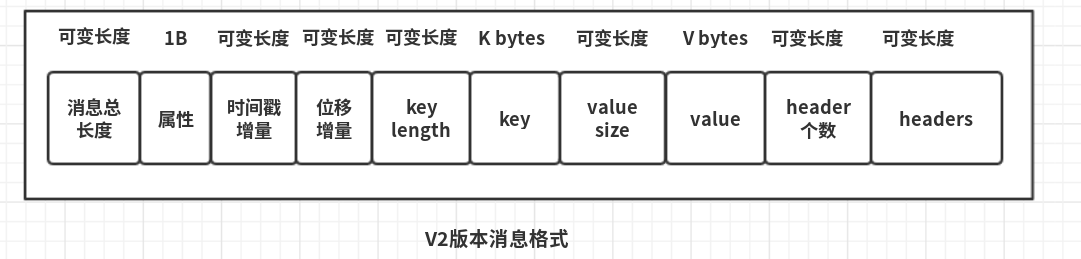 可变长度 1B 可变长度 可变长度 可变长度 K bytes 可变长度 V bytes 可变长度 可变长度
消息总
长度
属性
时间戳
增量
位移
增量
key
length
key
value
size
value
header
个数
headers
V2版本消息格式